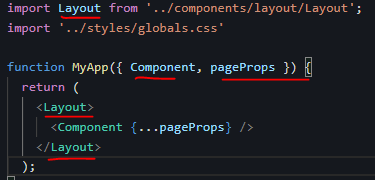 import Layout from '../components/layout/Layout';
import '../styles/globals.css'
function MyApp({ Component, pageProps }) {
return (
<Layout>
<Component {...pageProps} />
</Layout>
);